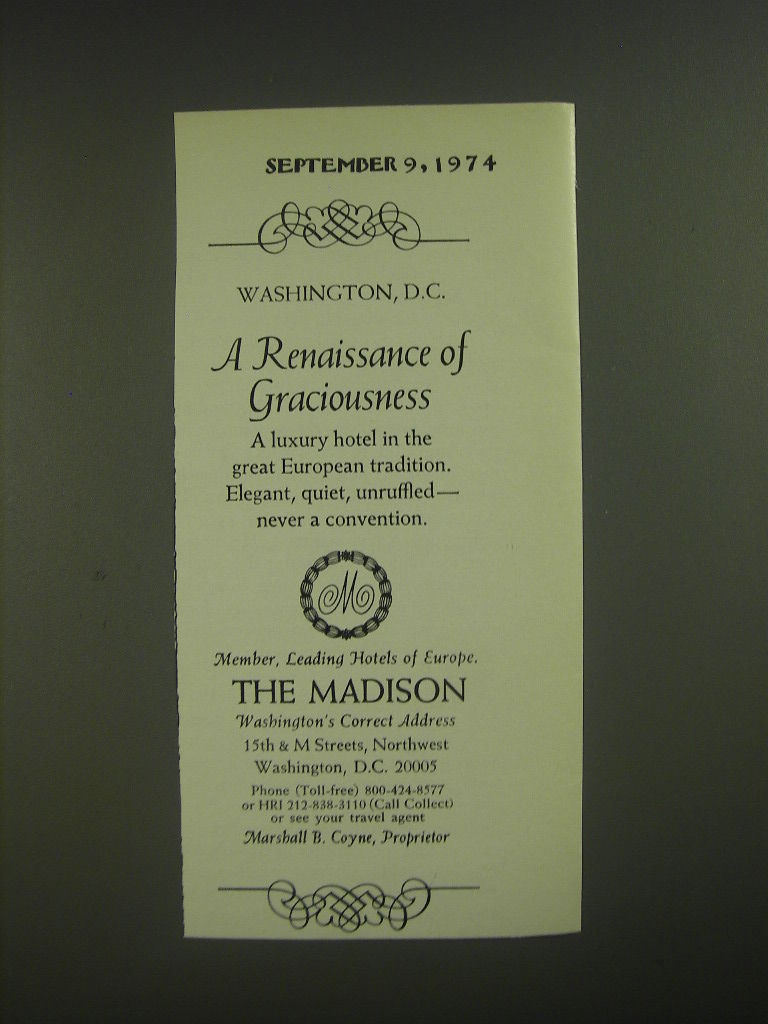 SEPTEMBER 9, 1974
WASHINGTON, D.C.
A Renaissance of
Graciousness
A luxury hotel in the
great European tradition.
Elegant, quiet, unruffled—
never a convention.
M
Member, Leading Hotels of Europe.
THE MADISON
Washington's Correct Address
15th & M Streets, Northwest
Washington, D.C. 20005
Phone (Toll-free) 800-424-8577
or HRI 212-838-3110 (Call Collect)
or see your travel agent
Marshall B. Coyne, Proprietor